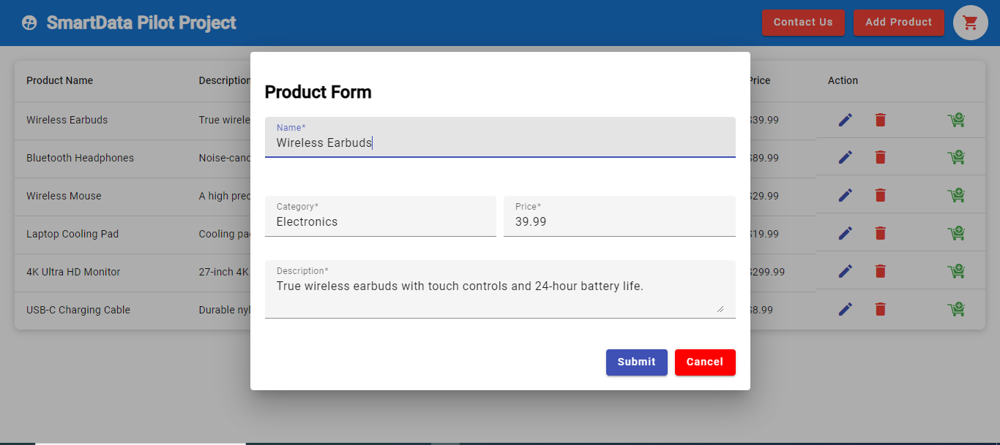 SmartData Pilot Project
Contact Us
Add Product
Product Name
Description
Price
Action
Wireless Earbuds
True wirele
$39.99
Bluetooth Headphones
Noise-canc
$89.99
Wireless Mouse
A high prec
$29.99
Laptop Cooling Pad
Cooling pa
$19.99
4K Ultra HD Monitor
27-inch 4K
$299.99
USB-C Charging Cable
Durable nyl
$8.99
Product Form
Name*
Wireless Earbuds
Category*
Electronics
Price*
39.99
Description*
True wireless earbuds with touch controls and 24-hour battery life.
Submit
Cancel